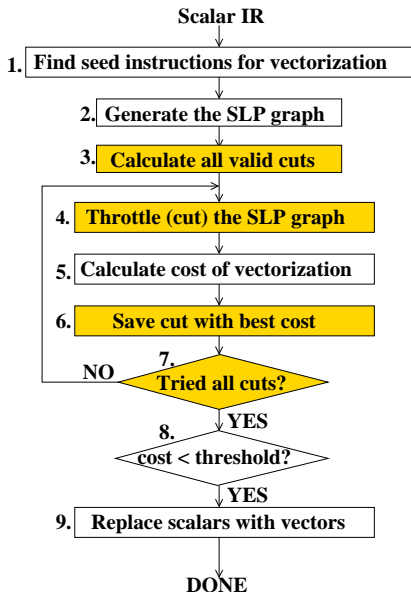 Scalar IR
1. Find seed instructions for vectorization
2. Generate the SLP graph
3. Calculate all valid cuts
4. Throttle (cut) the SLP graph
5. Calculate cost of vectorization
6. Save cut with best cost
7. Tried all cuts?
NO
YES
8. cost < threshold?
YES
9. Replace scalars with vectors
DONE